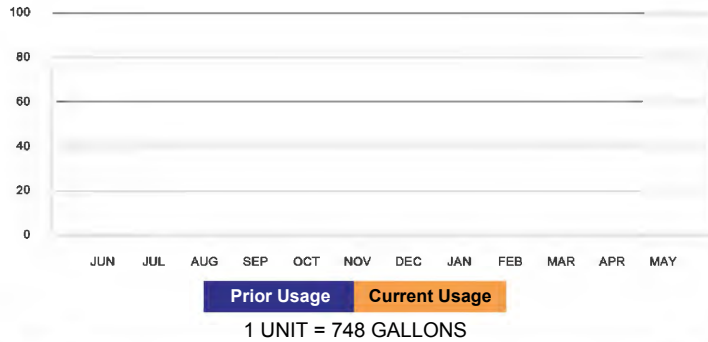 100
80
60
40
20
0
JUN JUL AUG SEP OCT NOV DEC JAN FEB MAR APR MAY
Prior Usage Current Usage
1 UNIT = 748 GALLONS